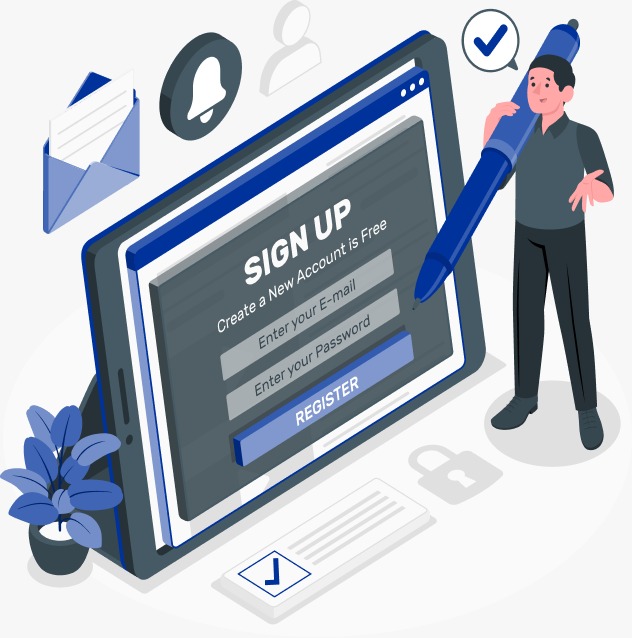 SIGN UP
Create a New Account is Free
Enter your E-mail
Enter your Password
REGISTER